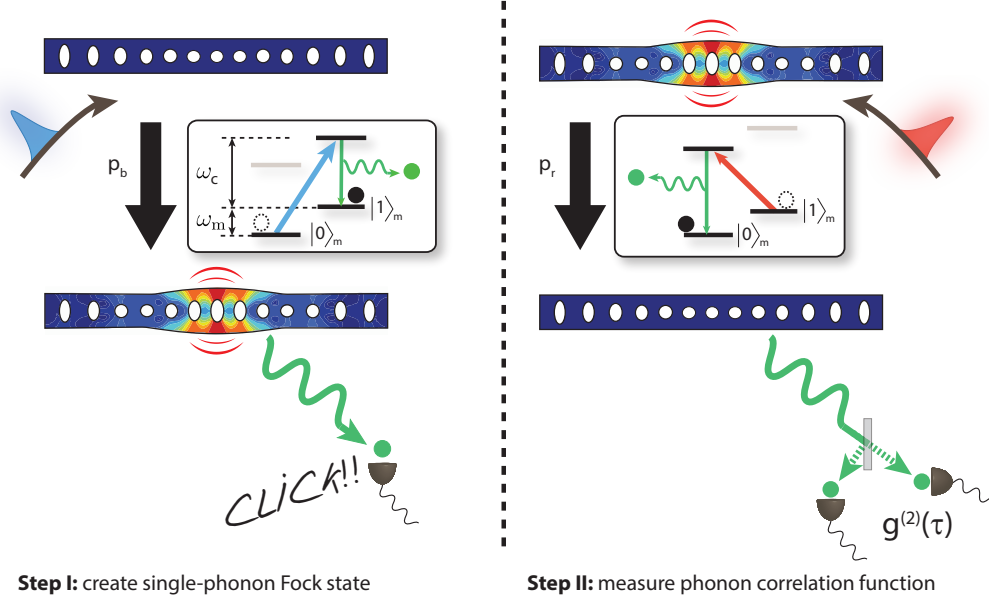 p_b
ω_c
ω_m
|1⟩_m
|0⟩_m
CLiCK!!
Step I: create single-phonon Fock state
p_r
|1⟩_m
|0⟩_m
g^(2)(τ)
Step II: measure phonon correlation function